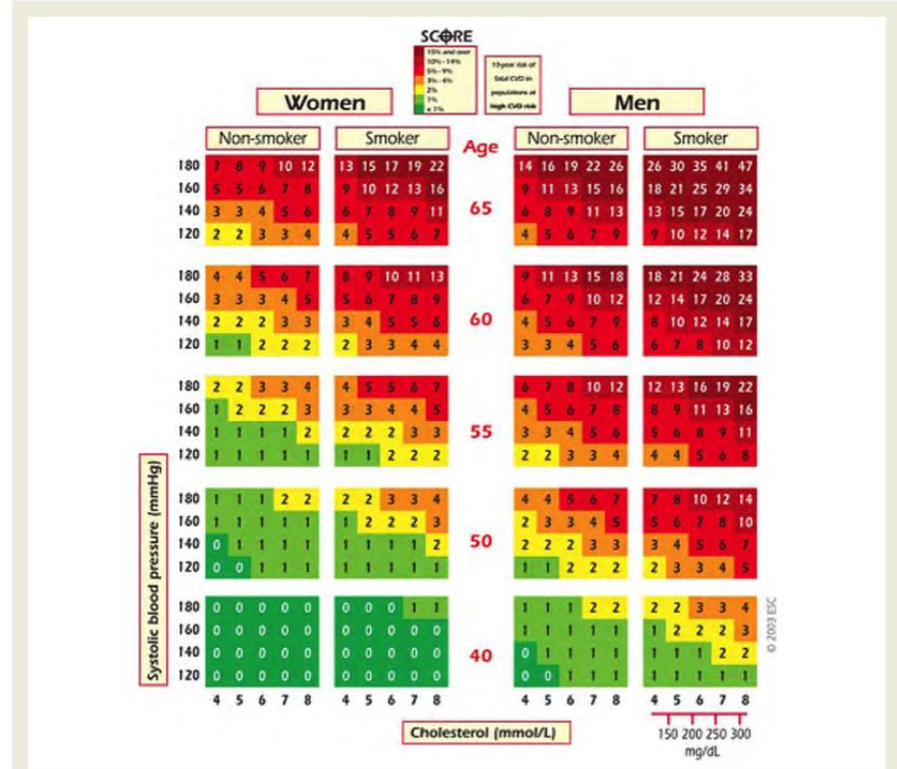 SCORE
15% and over
10% - 14%
5% - 9%
3% - 4%
2%
1%
< 1%
10-year risk of
total CVD in
populations at
high CVD risk
Women
Men
Non-smoker Smoker Age Non-smoker Smoker
180 7 8 9 10 12 13 15 17 19 22 14 16 19 22 26 26 30 35 41 47
160 5 5 6 7 8 9 10 12 13 16 9 11 13 15 16 18 21 25 29 34
140 3 3 4 5 6 6 7 8 9 11 65 6 8 9 11 13 13 15 17 20 24
120 2 2 3 3 4 4 5 5 6 7 4 5 6 7 9 9 10 12 14 17
180 4 4 5 6 7 8 9 10 11 13 9 11 13 15 18 18 21 24 28 33
160 3 3 3 4 5 5 6 7 8 9 6 7 9 10 12 12 14 17 20 24
140 2 2 2 3 3 3 4 5 5 6 60 4 5 6 7 9 8 10 12 14 17
120 1 1 2 2 2 2 3 3 4 4 3 3 4 5 6 6 7 8 10 12
180 2 2 3 3 4 4 5 5 6 7 6 7 8 10 12 12 13 16 19 22
160 1 2 2 2 3 3 3 4 4 5 4 5 6 7 8 8 9 11 13 16
140 1 1 1 1 2 2 2 2 3 3 55 3 3 4 5 6 5 6 8 9 11
120 1 1 1 1 1 1 1 2 2 2 2 2 3 3 4 4 4 5 6 8
180 1 1 1 2 2 2 2 3 3 4 4 4 5 6 7 7 8 10 12 14
160 1 1 1 1 1 1 2 2 2 3 2 3 3 4 5 5 6 7 8 10
140 0 1 1 1 1 1 1 1 1 2 50 2 2 2 3 3 3 4 5 6 7
120 0 0 1 1 1 1 1 1 1 1 1 1 2 2 2 2 3 3 4 5
180 0 0 0 0 0 0 0 0 1 1 1 1 1 2 2 2 2 3 3 4
160 0 0 0 0 0 0 0 0 0 0 1 1 1 1 1 1 2 2 2 3
140 0 0 0 0 0 0 0 0 0 0 40 0 1 1 1 1 1 1 1 2 2
120 0 0 0 0 0 0 0 0 0 0 0 0 1 1 1 1 1 1 1 1
4 5 6 7 8 4 5 6 7 8 4 5 6 7 8 4 5 6 7 8
150 200 250 300
mg/dL
Cholesterol (mmol/L)
Systolic blood pressure (mmHg)
© 2003 ESC